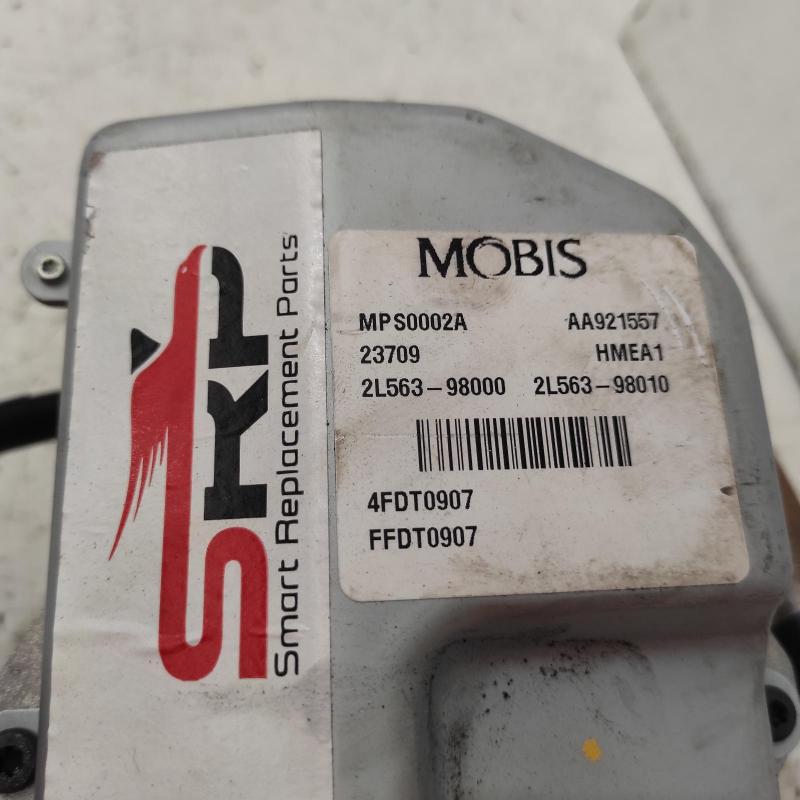 SRP
Smart Replacement Parts
MOBIS
MPS0002A AA921557
23709 HMEA1
2L563-98000 2L563-98010
4FDT0907
FFDT0907